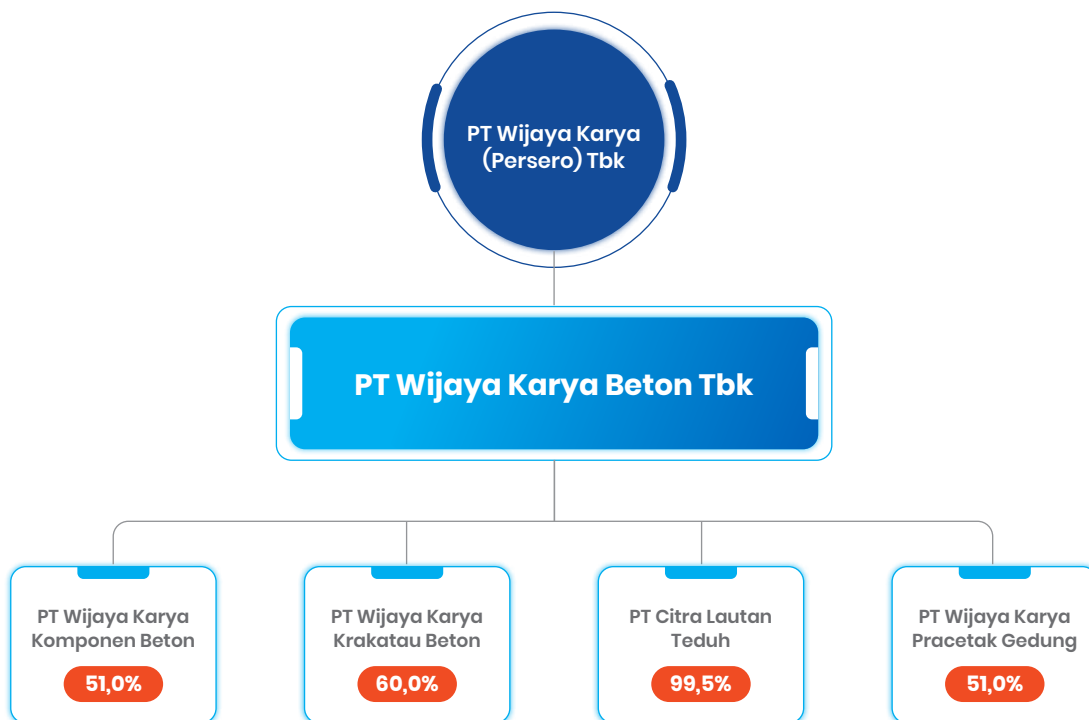 PT Wijaya Karya
(Persero) Tbk
PT Wijaya Karya Beton Tbk
PT Wijaya Karya
Komponen Beton
51,0%
PT Wijaya Karya
Krakatau Beton
60,0%
PT Citra Lautan
Teduh
99,5%
PT Wijaya Karya
Pracetak Gedung
51,0%